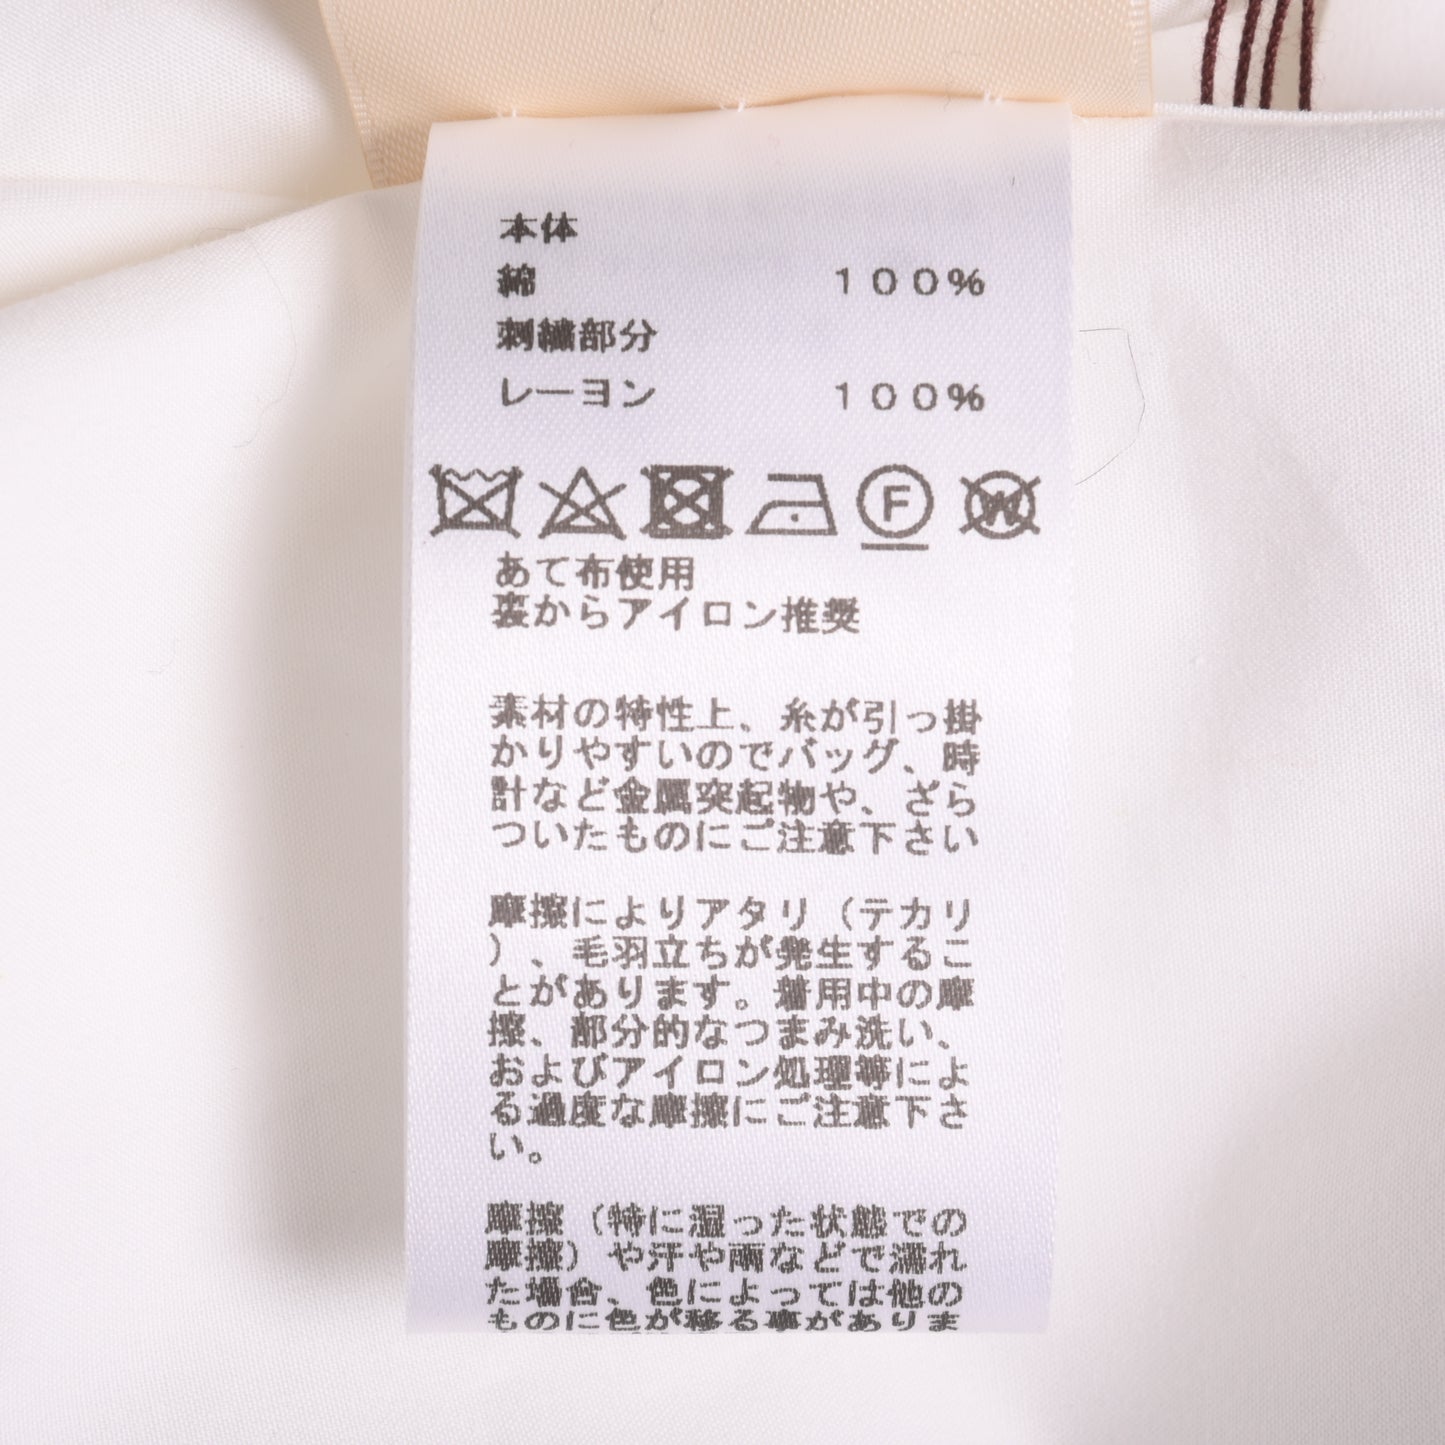 本体
綿 100%
刺繍部分
レーヨン 100%
F W
あて布使用
裏からアイロン推奨
素材の特性上、糸が引っ掛
かりやすいのでバッグ、時
計など金属突起物や、ざら
ついたものにご注意下さい
摩擦によりアタリ（テカリ
）、毛羽立ちが発生するこ
とがあります。着用中の摩
擦、部分的なつまみ洗い、
およびアイロン処理等によ
る過度な摩擦にご注意下さ
い。
摩擦（特に湿った状態での
摩擦）や汗や雨などで濡れ
た場合、色によっては他の
ものに色が移る事がありま